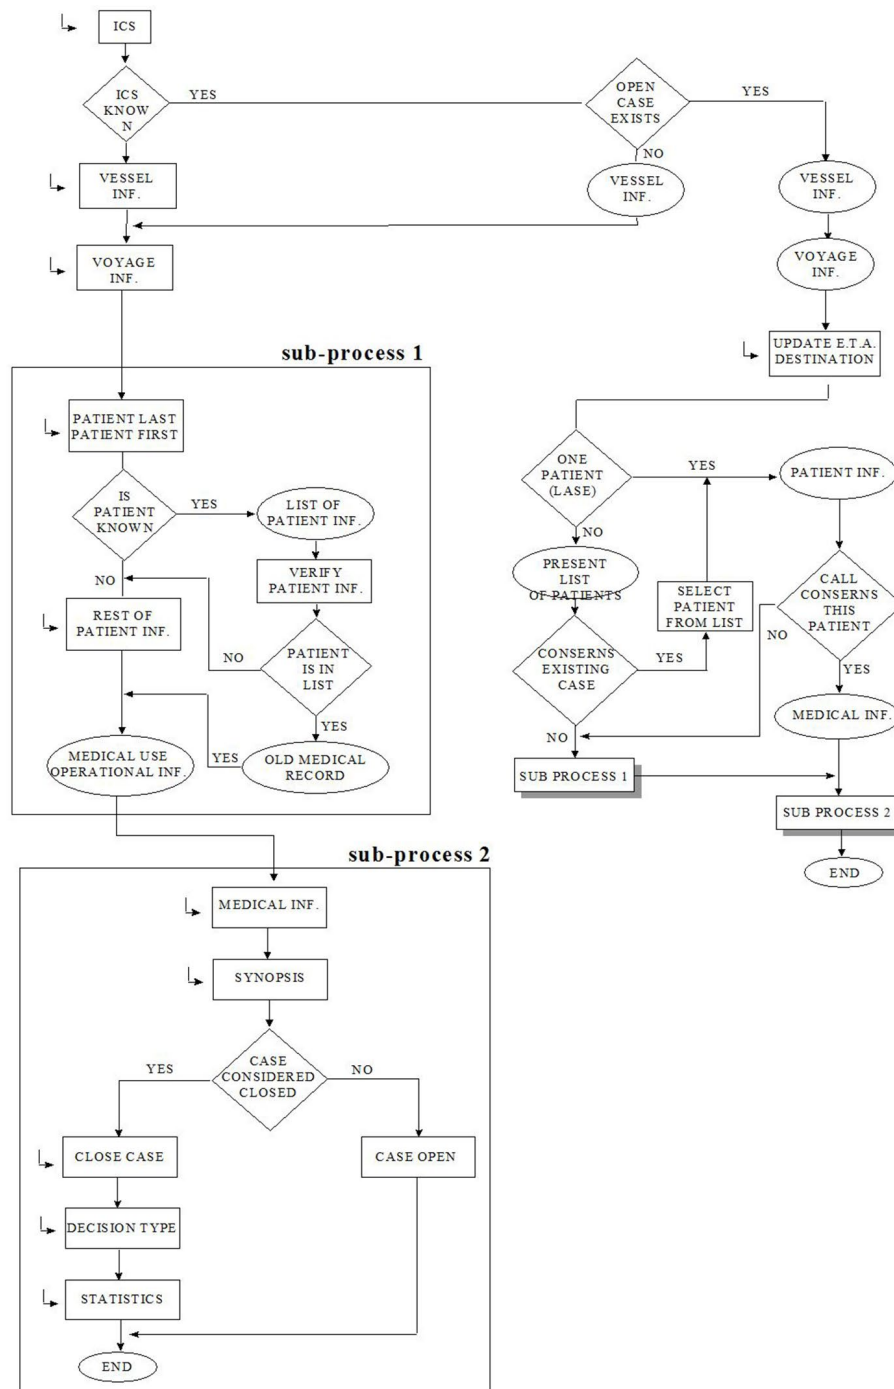 ICS
ICS
KNOW
N
YES
OPEN
CASE
EXISTS
YES
NO
VESSEL
INF.
VESSEL
INF.
VESSEL
INF.
VOYAGE
INF.
VOYAGE
INF.
UPDATE E.T.A.
DESTINATION
sub-process 1
PATIENT LAST
PATIENT FIRST
IS
PATIENT
KNOWN
YES
LIST OF
PATIENT INF.
NO
VERIFY
PATIENT INF.
REST OF
PATIENT INF.
NO
PATIENT
IS IN
LIST
YES
MEDICAL USE
OPERATIONAL INF.
YES
OLD MEDICAL
RECORD
ONE
PATIENT
(LASE)
YES
PATIENT INF.
NO
PRESENT
LIST
OF PATIENTS
SELECT
PATIENT
FROM LIST
CALL
CONCERNS
THIS
PATIENT
NO
YES
CONSERNS
EXISTING
CASE
YES
NO
MEDICAL INF.
SUB PROCESS 1
SUB PROCESS 2
END
sub-process 2
MEDICAL INF.
SYNOPSIS
CASE
CONSIDERED
CLOSED
YES
NO
CLOSE CASE
CASE OPEN
DECISION TYPE
STATISTICS
END